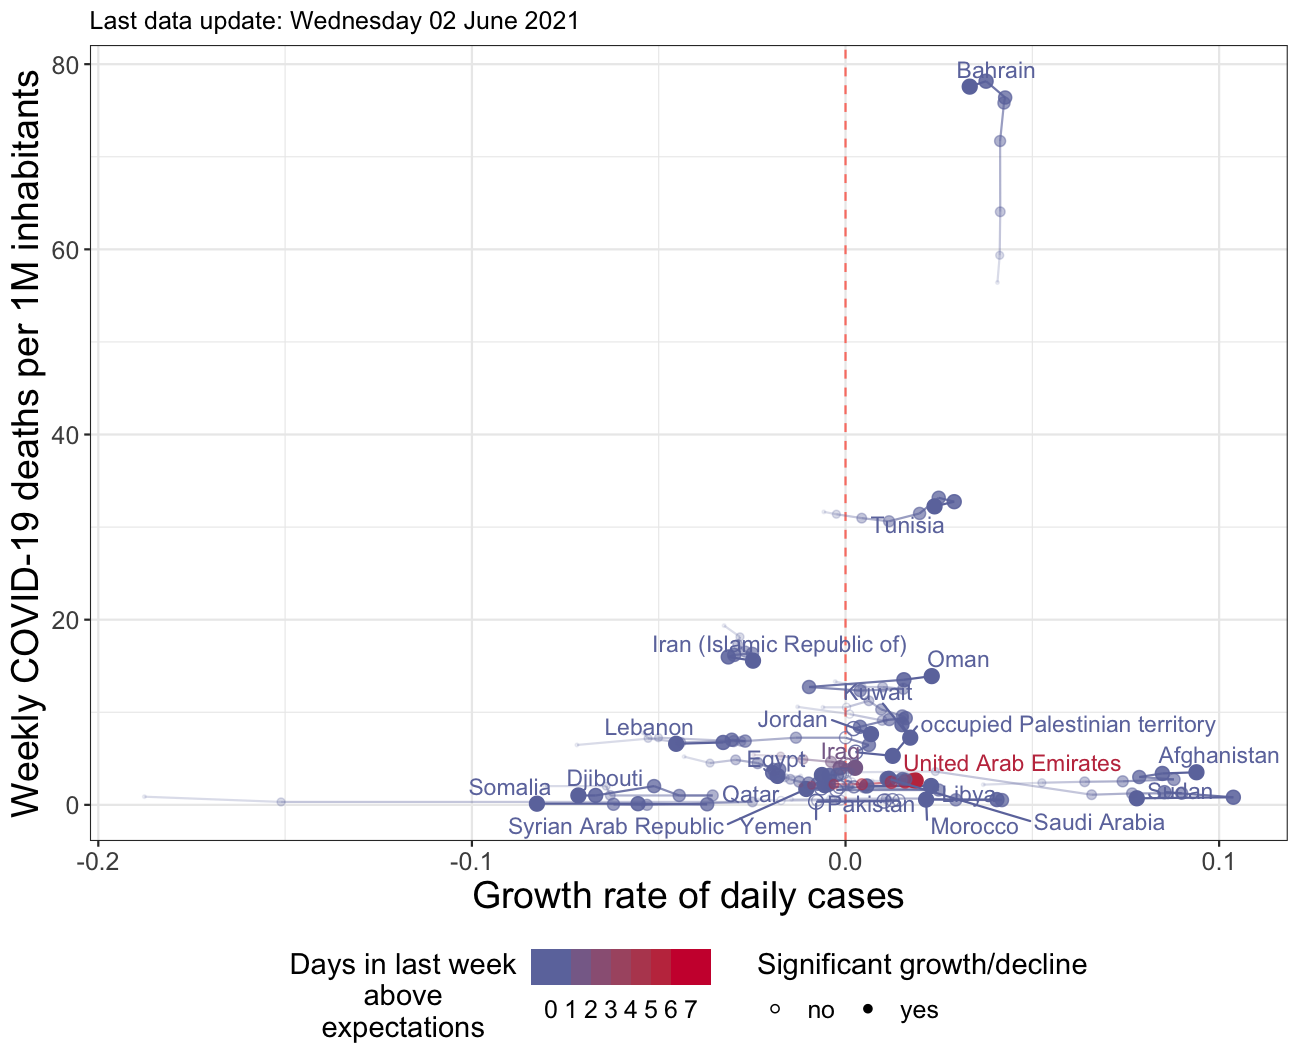 Last data update: Wednesday 02 June 2021
Weekly COVID-19 deaths per 1M inhabitants
80
60
40
20
0
Bahrain
Tunisia
Iran (Islamic Republic of)
Oman
Kuwait
Jordan
occupied Palestinian territory
Lebanon
Iraq
Egypt
United Arab Emirates
Afghanistan
Somalia
Djibouti
Qatar
Libya
Sudan
Pakistan
Syrian Arab Republic
Yemen
Morocco
Saudi Arabia
-0.2
-0.1
0.0
0.1
Growth rate of daily cases
Days in last week
above
expectations
0 1 2 3 4 5 6 7
Significant growth/decline
no
yes